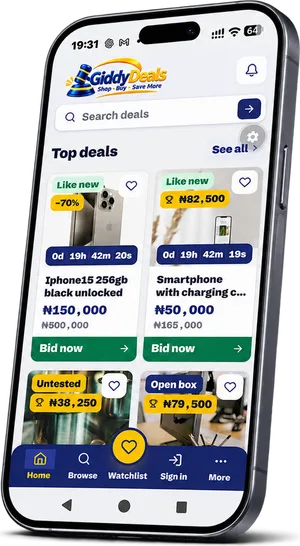 19:31
64
GiddyDeals
Shop - Buy - Save More
Search deals
Top deals
See all
Like new
-70%
0d 19h 42m 20s
Iphone15 256gb
black unlocked
₦150,000
₦500,000
Bid now
Like new
₦82,500
0d 19h 42m 19s
Smartphone
with charging c...
₦50,000
₦165,000
Bid now
Untested
₦38,250
Open box
₦79,500
Home
Browse
Watchlist
Sign in
More